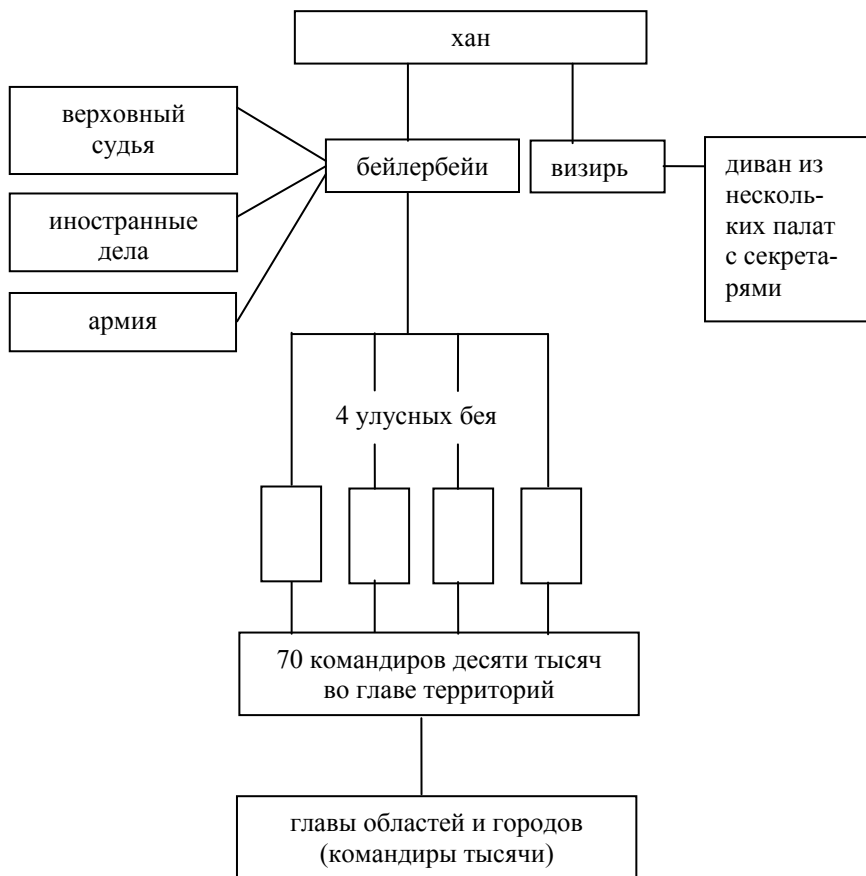 хан
верховный
судья
бейлербейи
визирь
диван из
несколь-
ких палат
с секрета-
рями
иностранные
дела
армия
4 улусных бея
70 командиров десяти тысяч
во главе территорий
главы областей и городов
(командиры тысячи)